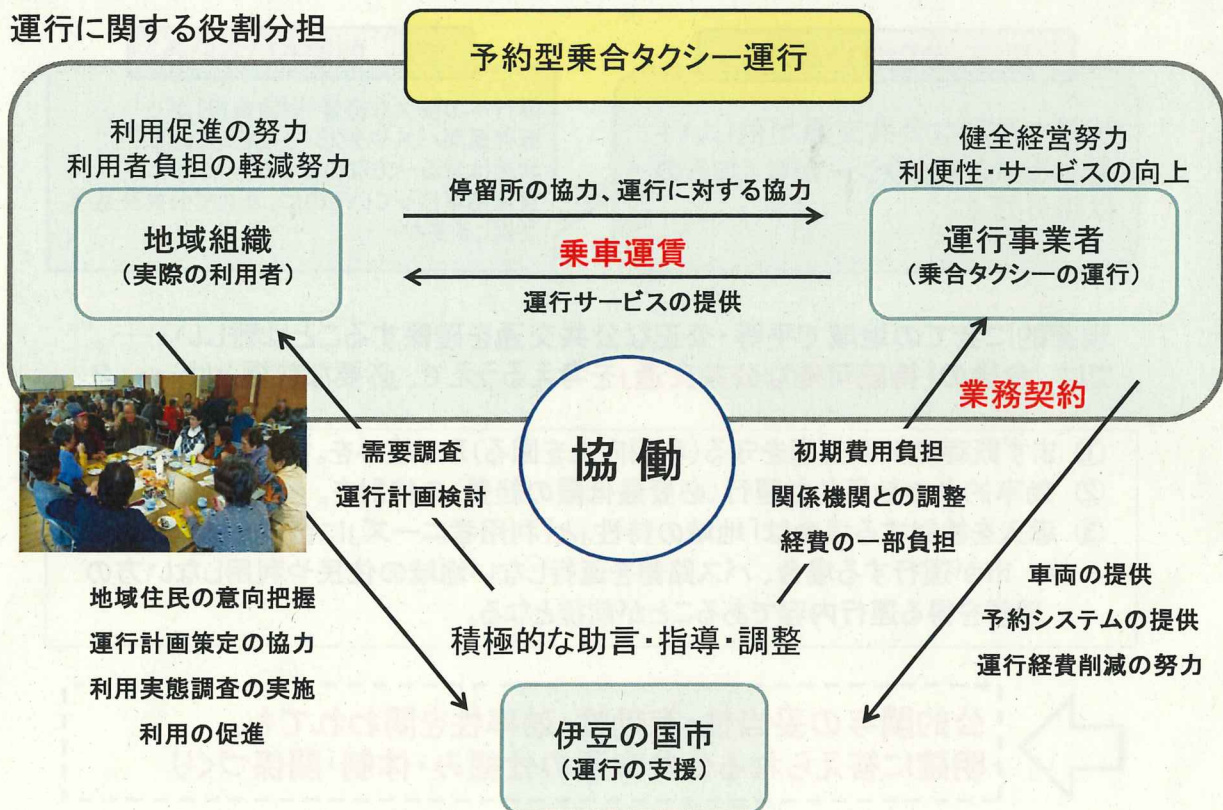 運行に関する役割分担
予約型乗合タクシー運行
利用促進の努力
利用者負担の軽減努力
健全経営努力
利便性・サービスの向上
停留所の協力、運行に対する協力
地域組織
(実際の利用者)
乗車運賃
運行事業者
(乗合タクシーの運行)
運行サービスの提供
業務契約
協働
需要調査
運行計画検討
初期費用負担
関係機関との調整
経費の一部負担
車両の提供
予約システムの提供
運行経費削減の努力
地域住民の意向把握
運行計画策定の協力
利用実態調査の実施
利用の促進
積極的な助言・指導・調整
伊豆の国市
(運行の支援)